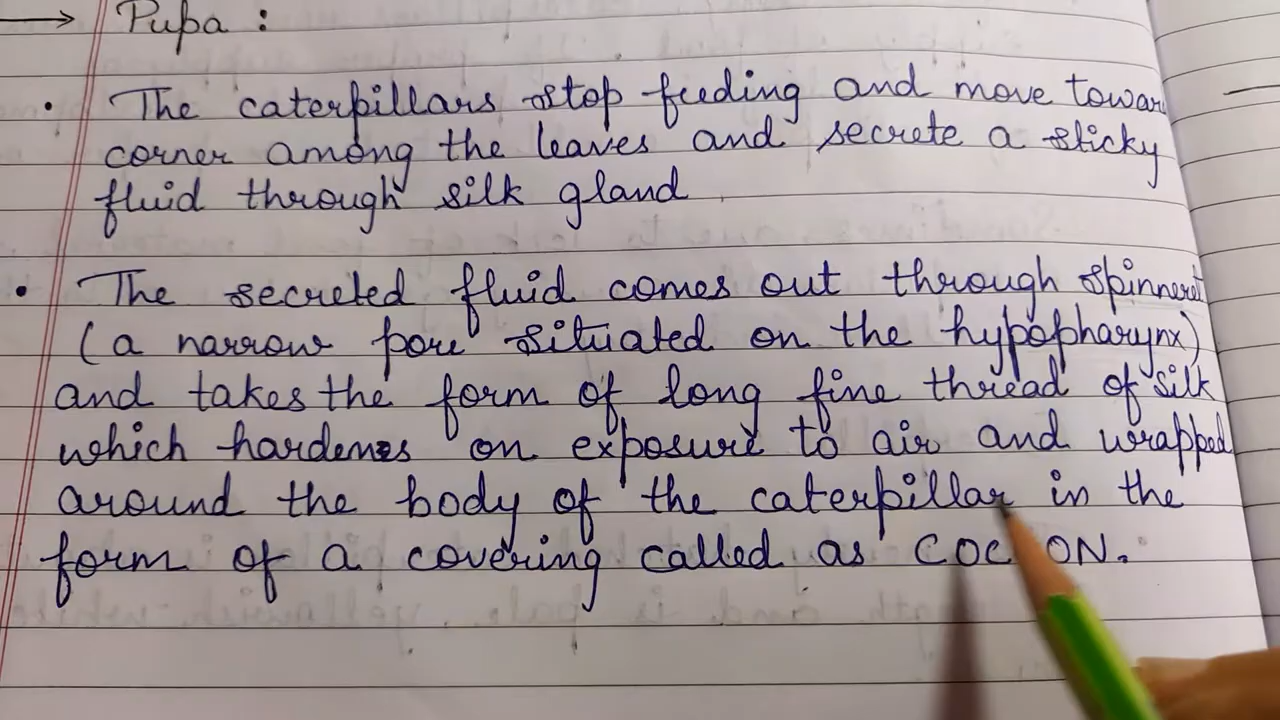 → Pupa :
• The caterpillars stop feeding and move towar
corner among the leaves and secrete a sticky
fluid through silk gland
• The secreted fluid comes out through spinneret
(a narrow pore situated on the hypopharynx)
and takes the form of long fine thread of silk
which hardenes on exposure to air and wrapped
around the body of the caterpillar in the
form of a covering called as COCOON.